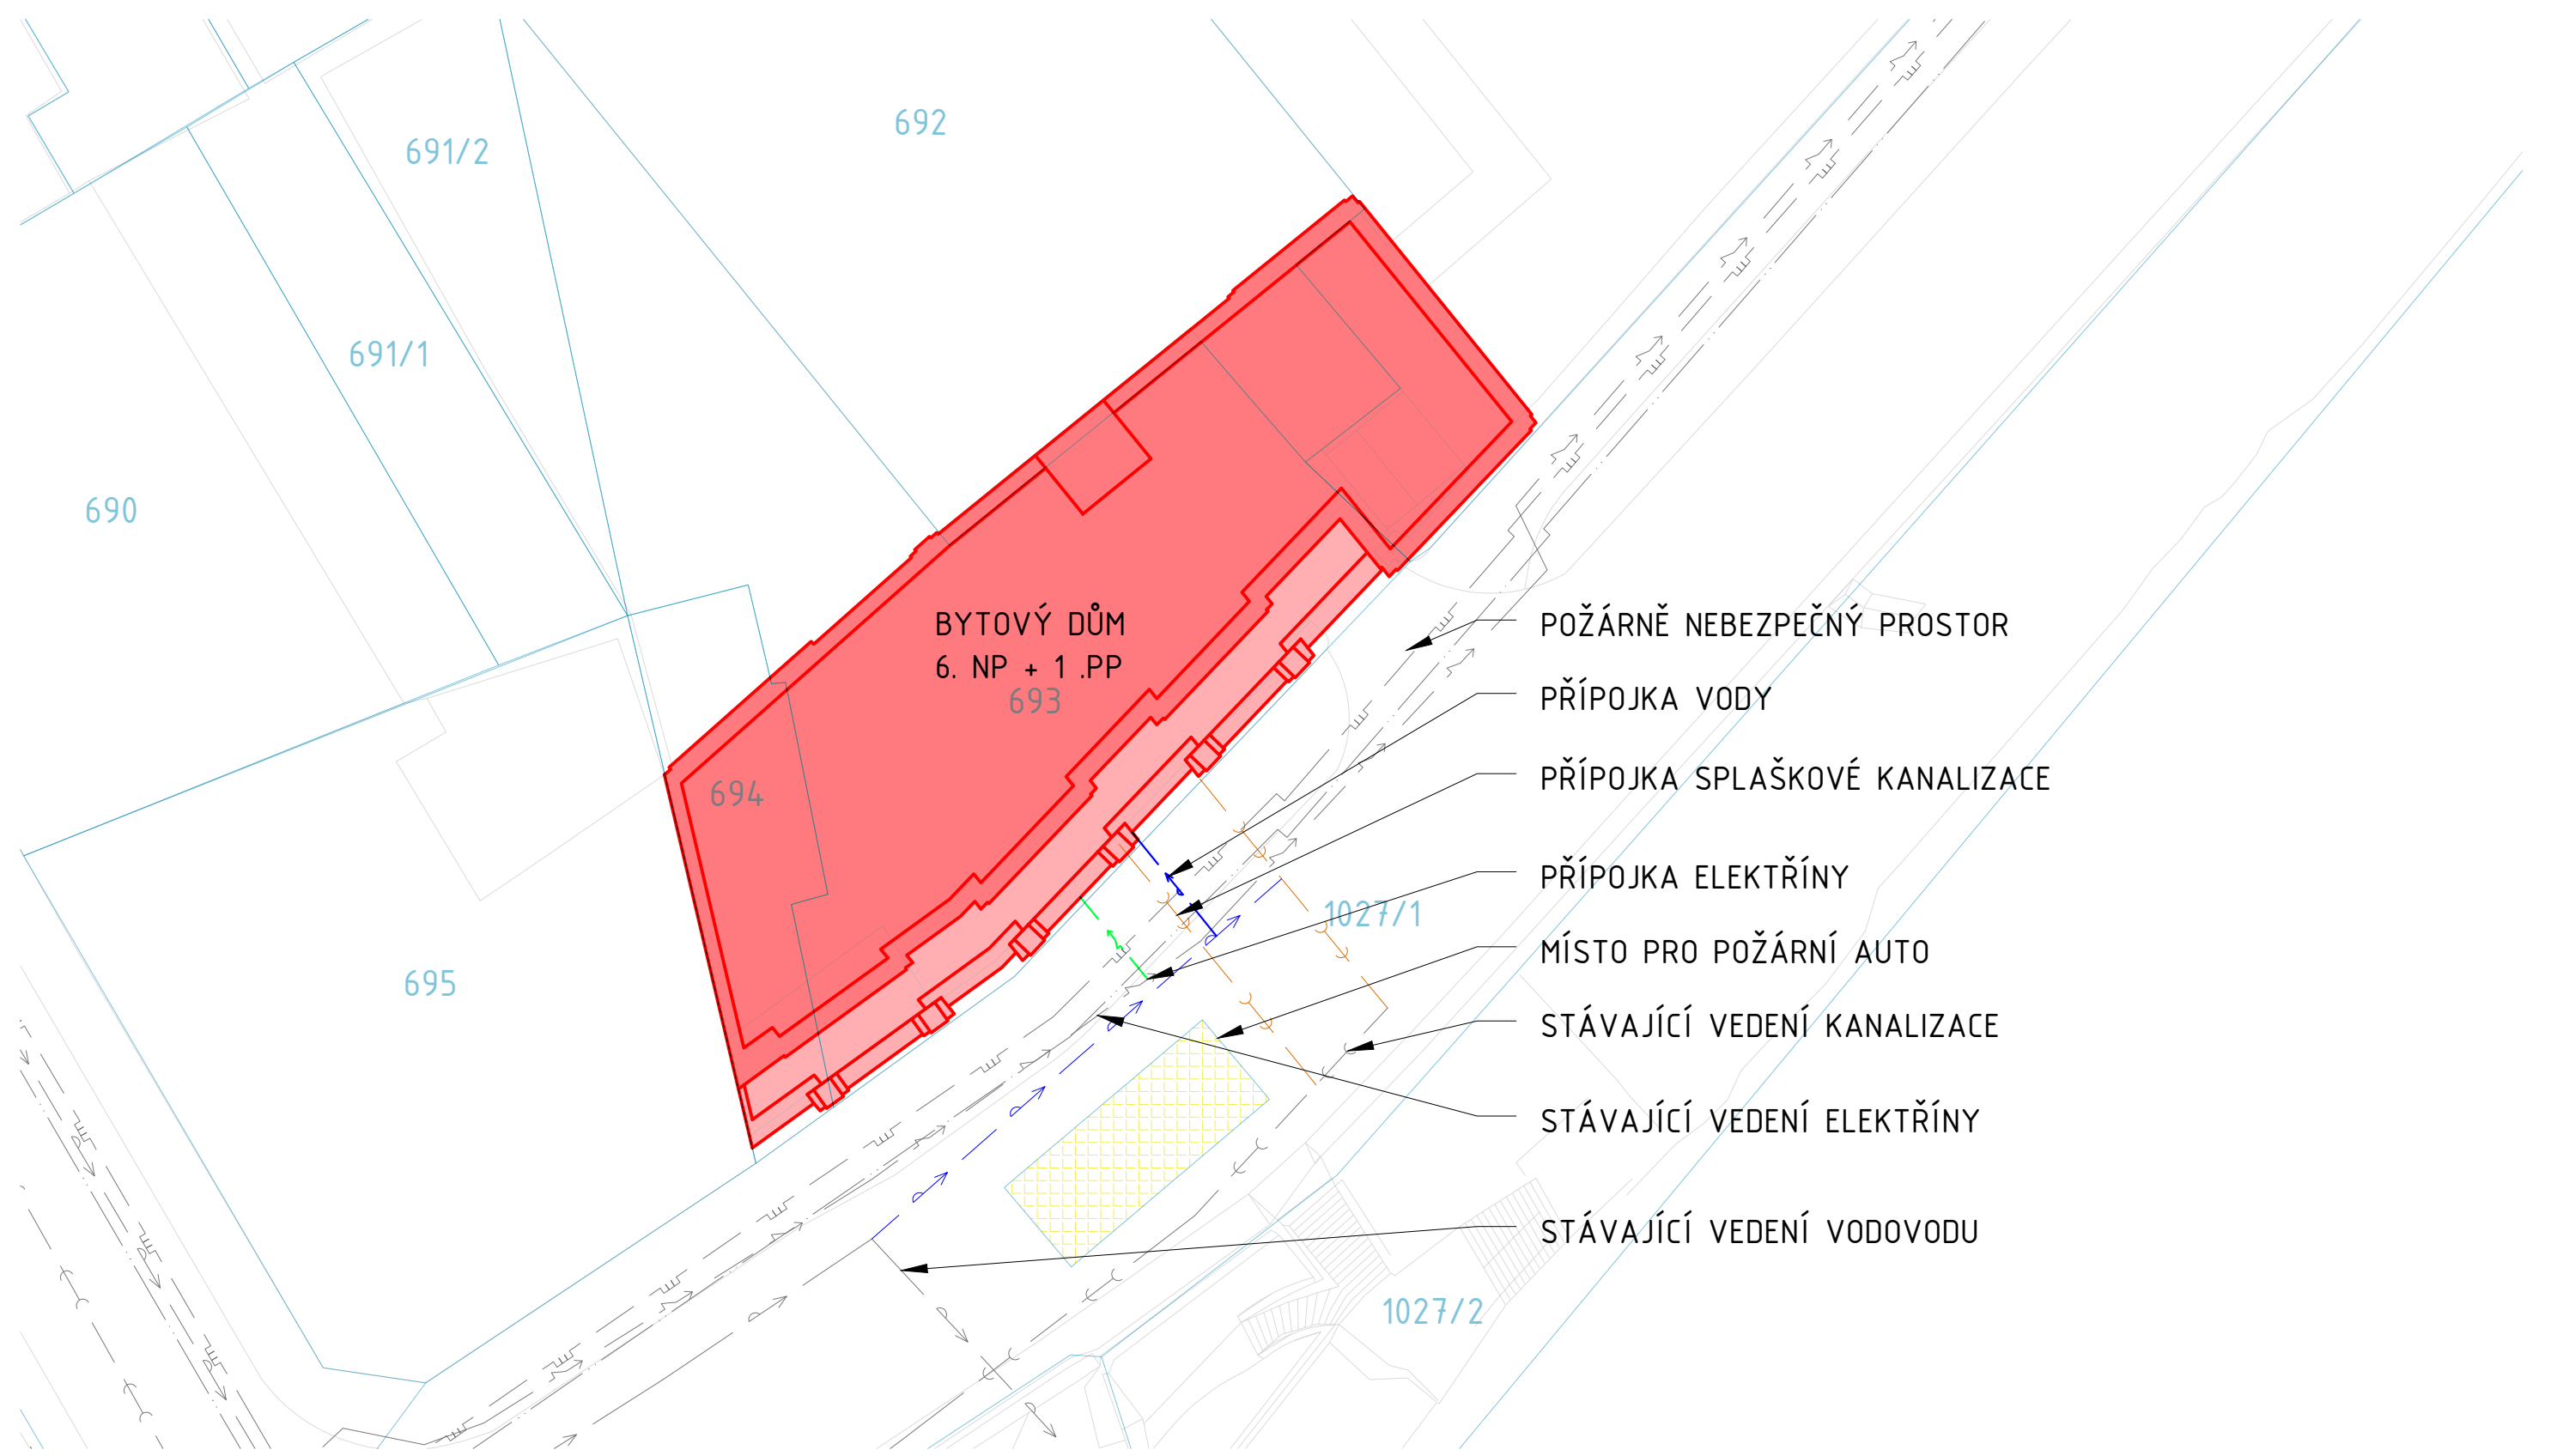 692
691/2
691/1
690
BYTOVÝ DŮM
6. NP + 1 .PP
693
694
695
POŽÁRNĚ NEBEZPEČNÝ PROSTOR
PŘÍPOJKA VODY
PŘÍPOJKA SPLAŠKOVÉ KANALIZACE
PŘÍPOJKA ELEKTŘÍNY
1027/1
MÍSTO PRO POŽÁRNÍ AUTO
STÁVAJÍCÍ VEDENÍ KANALIZACE
STÁVAJÍCÍ VEDENÍ ELEKTŘÍNY
STÁVAJÍCÍ VEDENÍ VODOVODU
1027/2